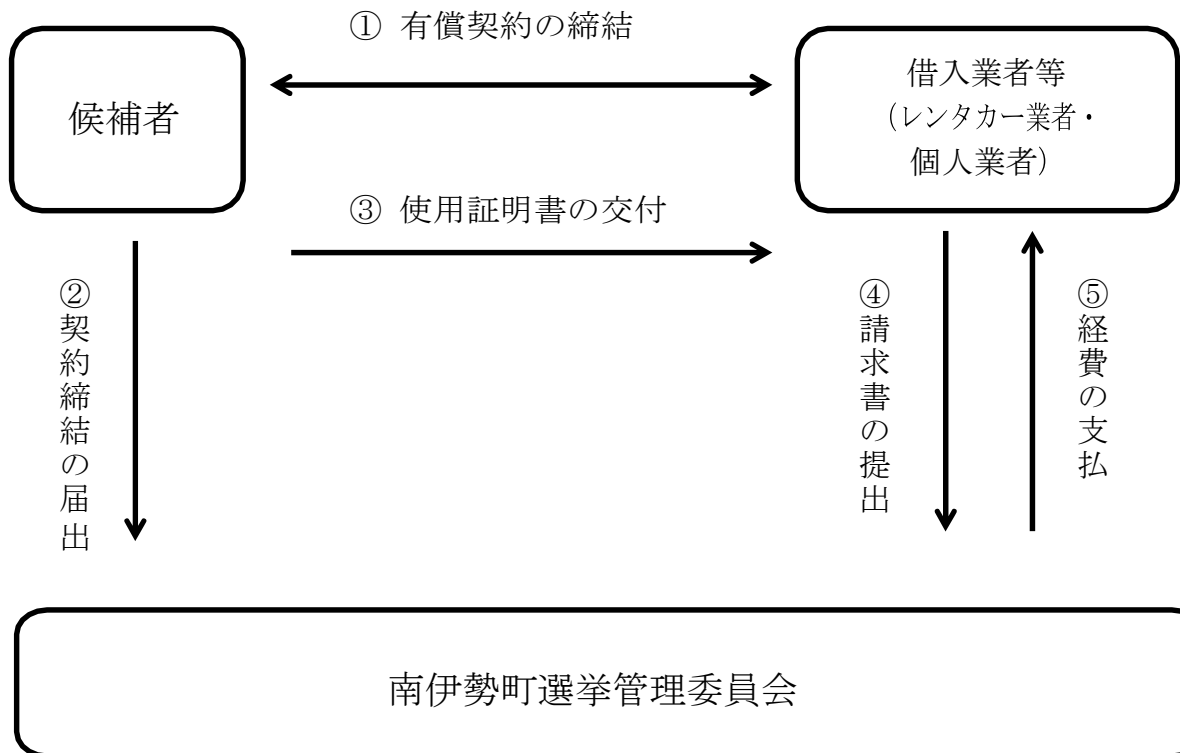 ① 有償契約の締結
候補者
借入業者等
(レンタカー業者・
個人業者)
③ 使用証明書の交付
②契約締結の届出
④請求書の提出
⑤経費の支払
南伊勢町選挙管理委員会